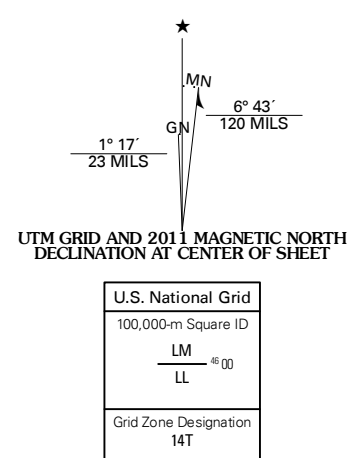 ★
MN
GN
6° 43´
120 MILS
1° 17´
23 MILS
UTM GRID AND 2011 MAGNETIC NORTH
DECLINATION AT CENTER OF SHEET
U.S. National Grid
100,000-m Square ID
LM
46 00
LL
Grid Zone Designation
14T